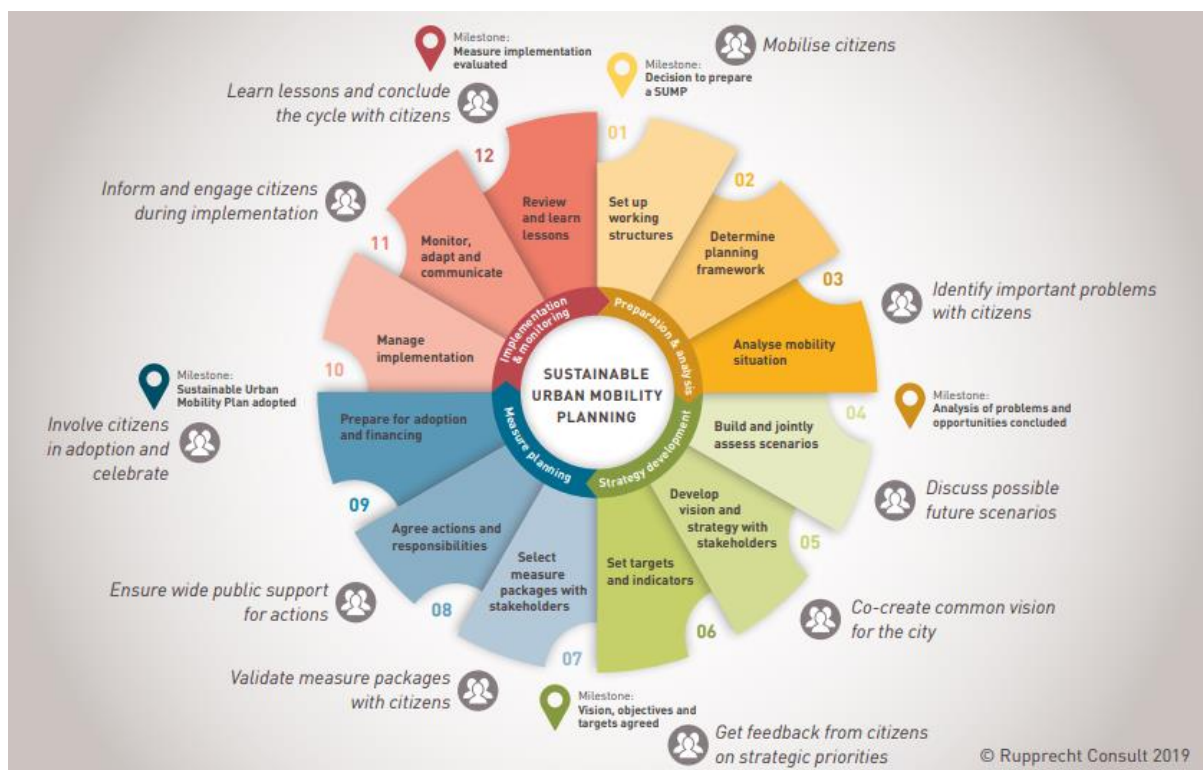 Milestone:
Measure implementation
evaluated
Mobilise citizens
Milestone:
Decision to prepare
a SUMP
Learn lessons and conclude
the cycle with citizens
01
12
02
Inform and engage citizens
during implementation
Review
and learn
lessons
Set up
working
structures
11
Monitor,
adapt and
communicate
Determine
planning
framework
03
Identify important problems
with citizens
Implementation
& monitoring
Preparation & analysis
Manage
implementation
Analyse mobility
situation
10
SUSTAINABLE
URBAN MOBILITY
PLANNING
Milestone:
Sustainable Urban
Mobility Plan adopted
Milestone:
Analysis of problems and
opportunities concluded
04
Prepare for adoption
and financing
Build and jointly
assess scenarios
Involve citizens
in adoption and
celebrate
Measure planning
Strategy development
Discuss possible
future scenarios
09
Agree actions and
responsibilities
Develop
vision and
strategy with
stakeholders
05
Select
measure
packages with
stakeholders
Set targets
and indicators
Ensure wide public support
for actions
08
Co-create common vision
for the city
06
07
Validate measure packages
with citizens
Milestone:
Vision, objectives and
targets agreed
Get feedback from citizens
on strategic priorities
© Rupprecht Consult 2019